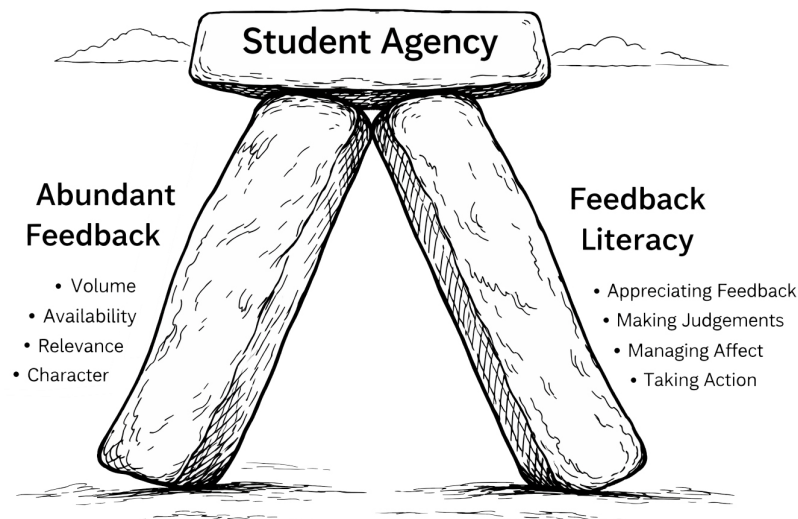 Student Agency
Abundant
Feedback
• Volume
• Availability
• Relevance
• Character
Feedback
Literacy
• Appreciating Feedback
• Making Judgements
• Managing Affect
• Taking Action